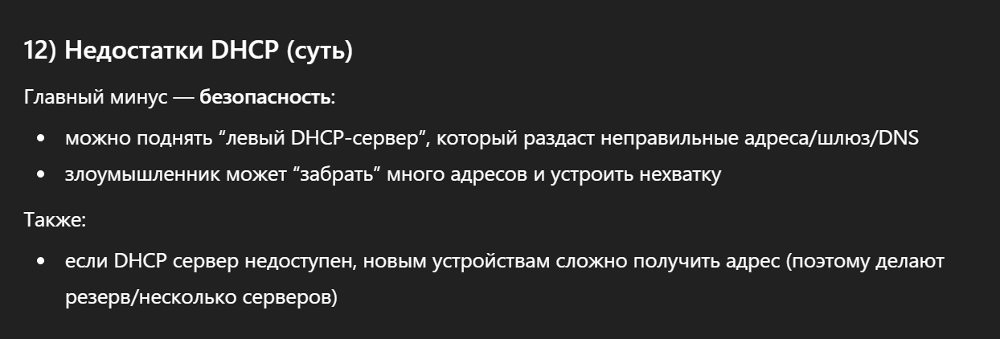 12) Недостатки DHCP (суть)
Главный минус — безопасность:
• можно поднять “левый DHCP-сервер”, который раздаст неправильные адреса/шлюз/DNS
• злоумышленник может “забрать” много адресов и устроить нехватку
Также:
• если DHCP сервер недоступен, новым устройствам сложно получить адрес (поэтому делают
резерв/несколько серверов)